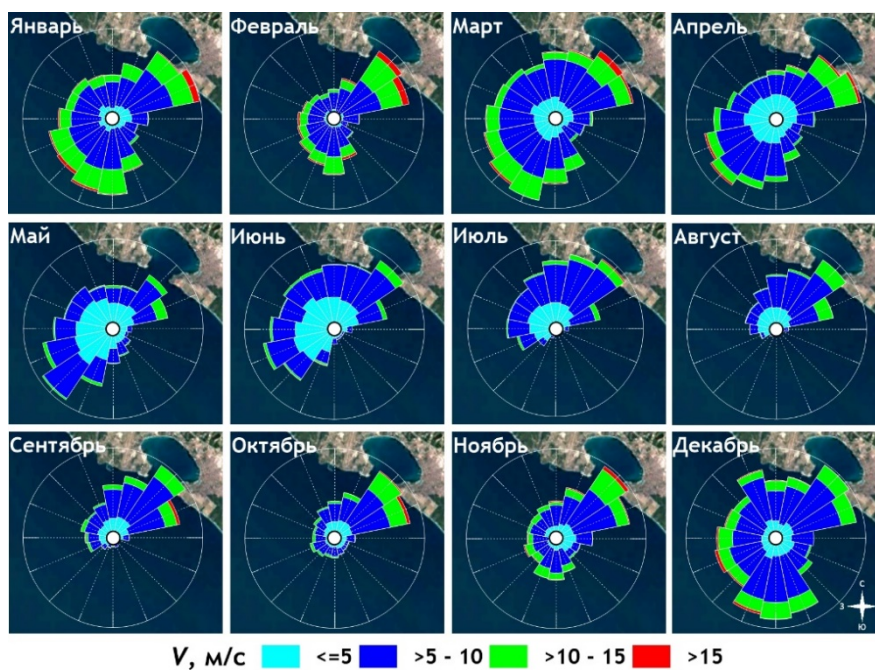 Январь
Февраль
Март
Апрель
Май
Июнь
Июль
Август
Сентябрь
Октябрь
Ноябрь
Декабрь
С
З
Ю
V, м/с <=5 >5 - 10 >10 - 15 >15